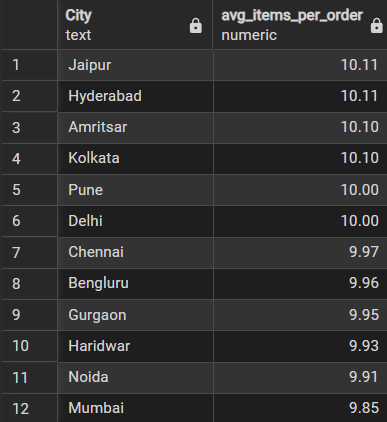 City avg_items_per_order
text numeric
1 Jaipur 10.11
2 Hyderabad 10.11
3 Amritsar 10.10
4 Kolkata 10.10
5 Pune 10.00
6 Delhi 10.00
7 Chennai 9.97
8 Bengluru 9.96
9 Gurgaon 9.95
10 Haridwar 9.93
11 Noida 9.91
12 Mumbai 9.85